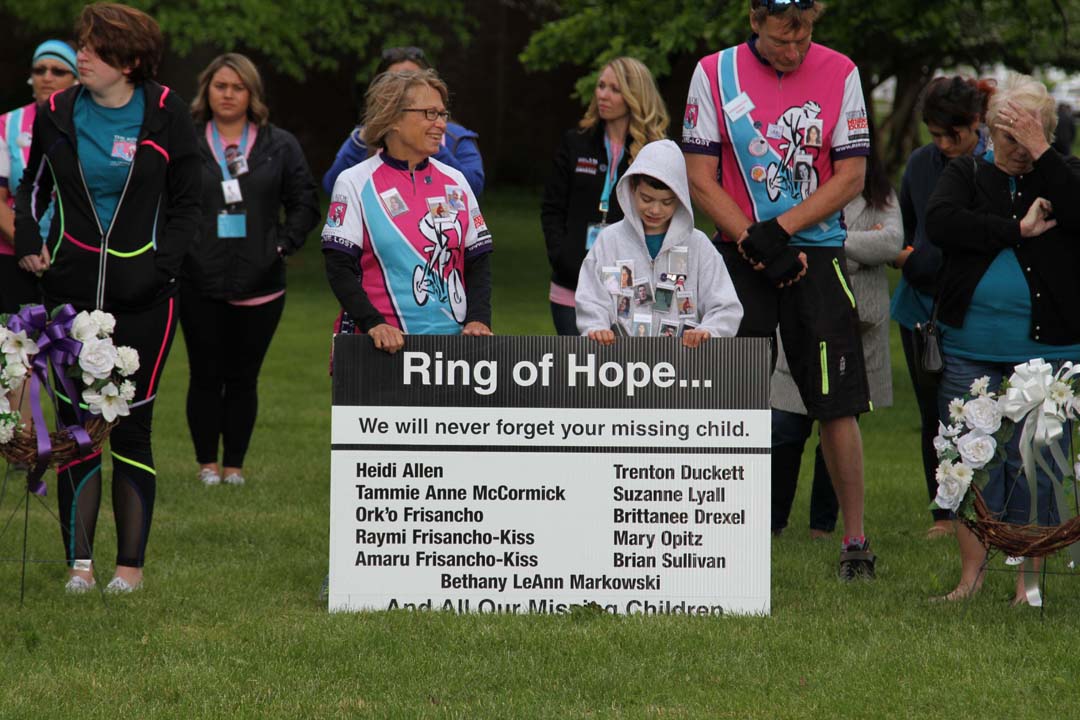 Ring of Hope...
We will never forget your missing child.
Heidi Allen
Tammie Anne McCormick
Ork'o Frisancho
Raymi Frisancho-Kiss
Amaru Frisancho-Kiss
Trenton Duckett
Suzanne Lyall
Brittanee Drexel
Mary Opitz
Brian Sullivan
Bethany LeAnn Markowski
And All Our Missing Children